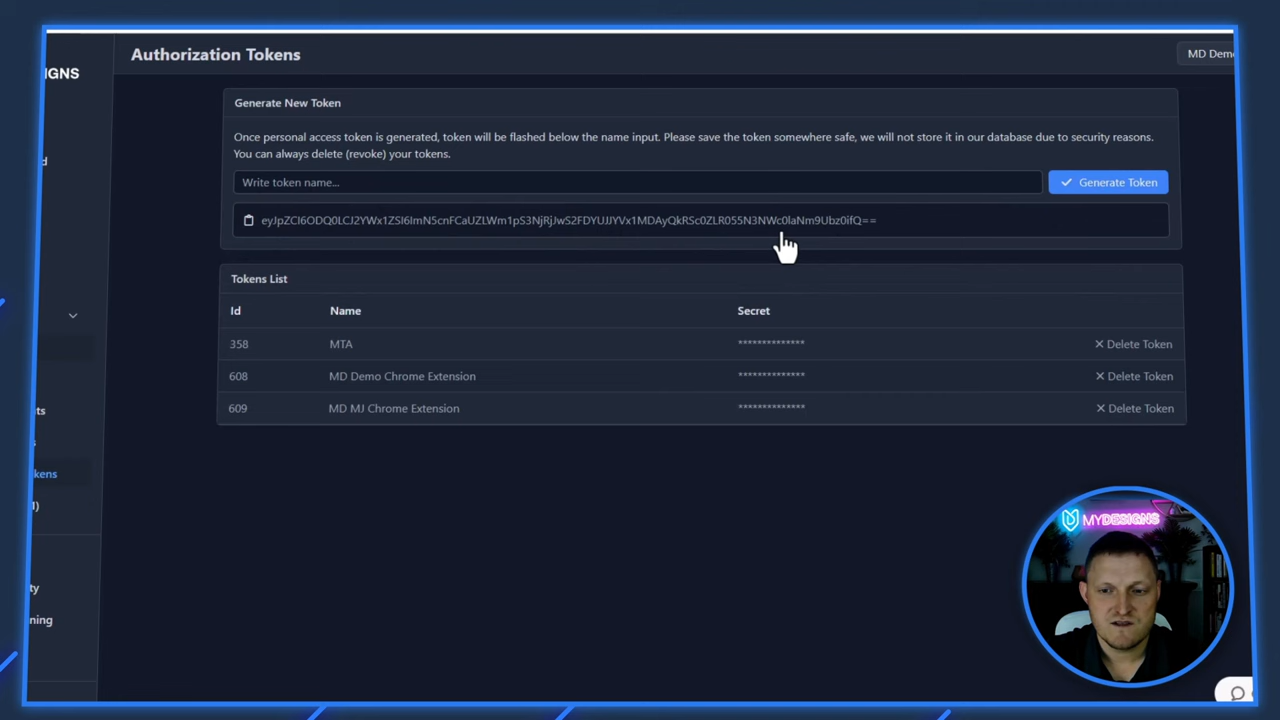 Authorization Tokens
MD Demo
IGNS
Generate New Token
Once personal access token is generated, token will be flashed below the name input. Please save the token somewhere safe, we will not store it in our database due to security reasons.
You can always delete (revoke) your tokens.
Write token name...
Generate Token
Tokens List
Id Name Secret
358 MTA ************** Delete Token
608 MD Demo Chrome Extension ************** Delete Token
609 MD MJ Chrome Extension ************** Delete Token
d
ets
s
kens
I)
ty
ning
MYDESIGNS